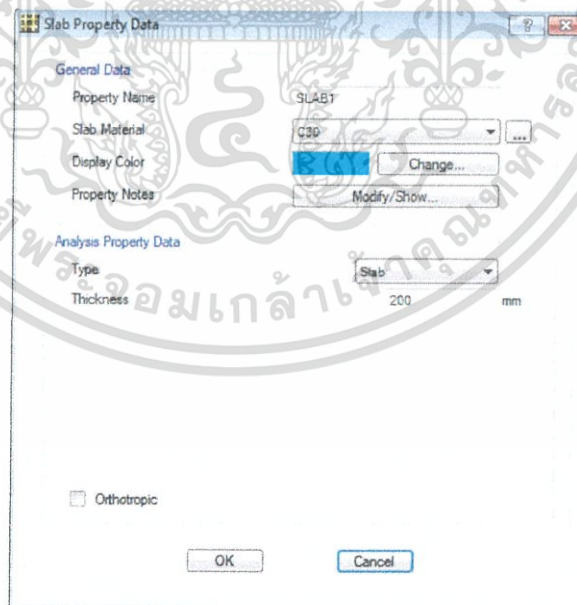 Slab Property Data
General Data
Property Name SLAB1
Slab Material C30 ...
Display Color Change...
Property Notes Modify/Show...
Analysis Property Data
Type Slab
Thickness 200 mm
Orthotropic
OK Cancel